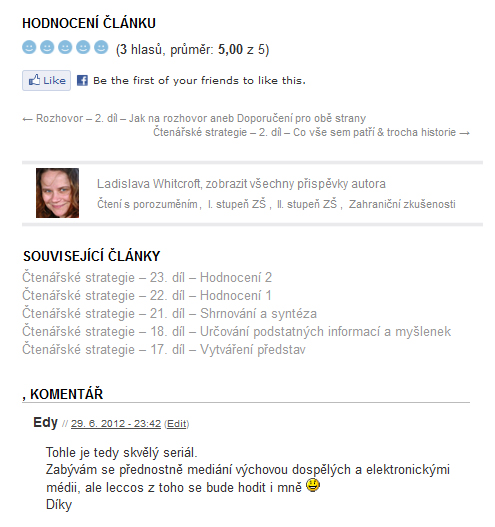 HODNOCENÍ ČLÁNKU
(3 hlasů, průměr: 5,00 z 5)
Like Be the first of your friends to like this.
← Rozhovor – 2. díl – Jak na rozhovor aneb Doporučení pro obě strany
Čtenářské strategie – 2. díl – Co vše sem patří & trocha historie →
Ladislava Whitcroft, zobrazit všechny příspěvky autora
Čtení s porozuměním , I. stupeň ZŠ , II. stupeň ZŠ , Zahraniční zkušenosti
SOUVISEJÍCÍ ČLÁNKY
Čtenářské strategie – 23. díl – Hodnocení 2
Čtenářské strategie – 22. díl – Hodnocení 1
Čtenářské strategie – 21. díl – Shrnování a syntéza
Čtenářské strategie – 18. díl – Určování podstatných informací a myšlenek
Čtenářské strategie – 17. díl – Vytváření představ
, KOMENTÁŘ
Edy // 29. 6. 2012 - 23:42 (Edit)
Tohle je tedy skvělý seriál.
Zabývám se přednostně mediání výchovou dospělých a elektronickými
médii, ale leccos z toho se bude hodit i mně
Díky